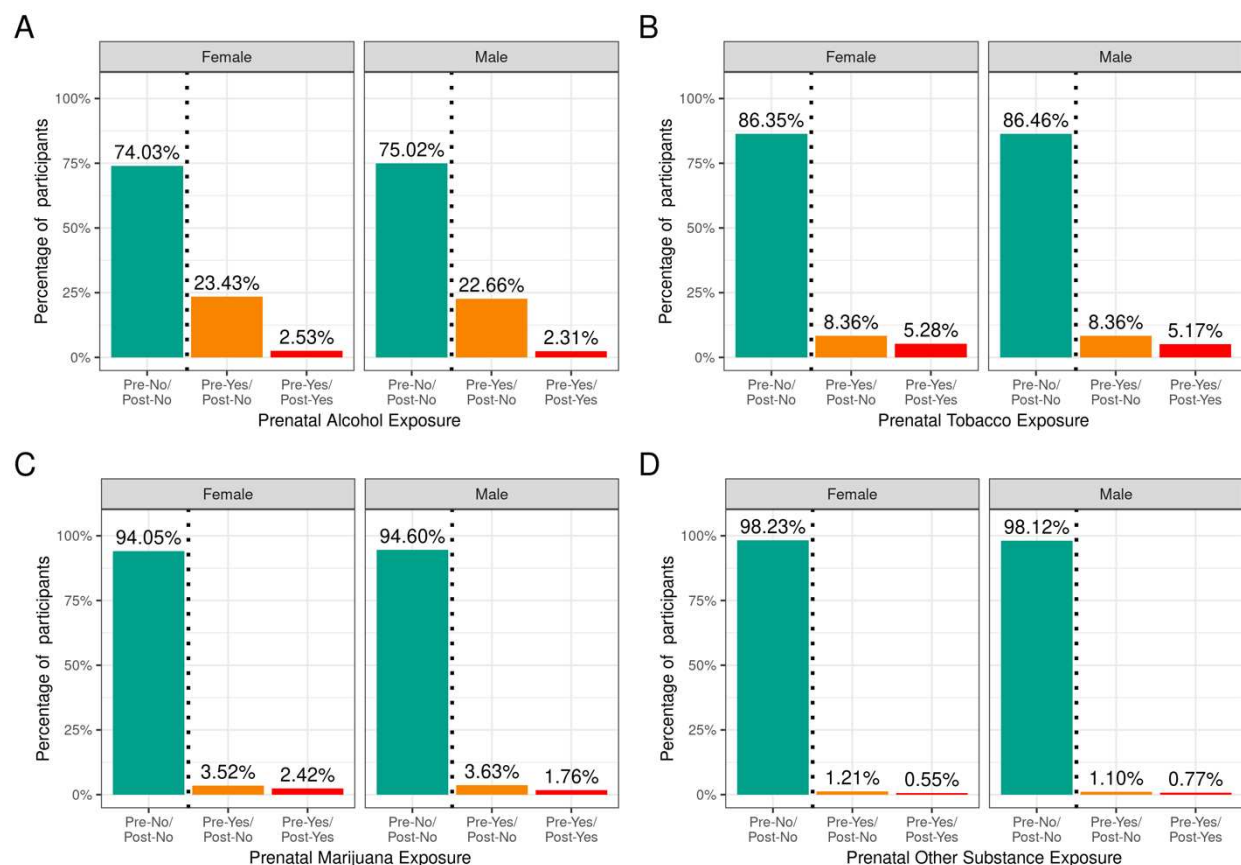 A
Female
Male
Percentage of participants
100%
75%
50%
25%
0%
74.03%
23.43%
2.53%
75.02%
22.66%
2.31%
Pre-No/
Post-No
Pre-Yes/
Post-No
Pre-Yes/
Post-Yes
Pre-No/
Post-No
Pre-Yes/
Post-No
Pre-Yes/
Post-Yes
Prenatal Alcohol Exposure
B
Female
Male
Percentage of participants
100%
75%
50%
25%
0%
86.35%
8.36%
5.28%
86.46%
8.36%
5.17%
Pre-No/
Post-No
Pre-Yes/
Post-No
Pre-Yes/
Post-Yes
Pre-No/
Post-No
Pre-Yes/
Post-No
Pre-Yes/
Post-Yes
Prenatal Tobacco Exposure
C
Female
Male
Percentage of participants
100%
75%
50%
25%
0%
94.05%
3.52%
2.42%
94.60%
3.63%
1.76%
Pre-No/
Post-No
Pre-Yes/
Post-No
Pre-Yes/
Post-Yes
Pre-No/
Post-No
Pre-Yes/
Post-No
Pre-Yes/
Post-Yes
Prenatal Marijuana Exposure
D
Female
Male
Percentage of participants
100%
75%
50%
25%
0%
98.23%
1.21%
0.55%
98.12%
1.10%
0.77%
Pre-No/
Post-No
Pre-Yes/
Post-No
Pre-Yes/
Post-Yes
Pre-No/
Post-No
Pre-Yes/
Post-No
Pre-Yes/
Post-Yes
Prenatal Other Substance Exposure